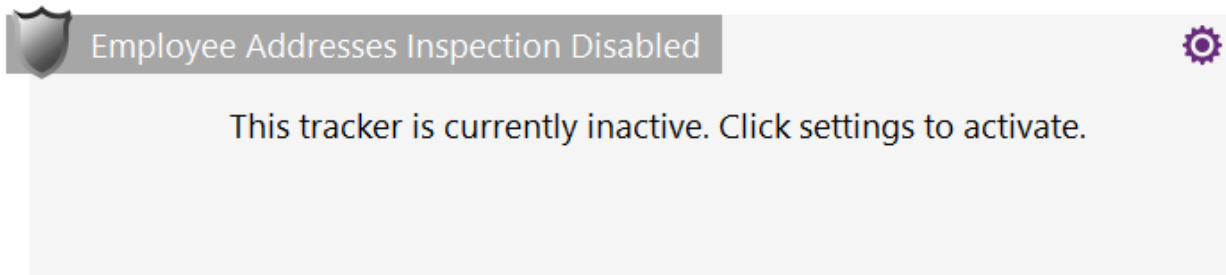 Employee Addresses Inspection Disabled
This tracker is currently inactive. Click settings to activate.